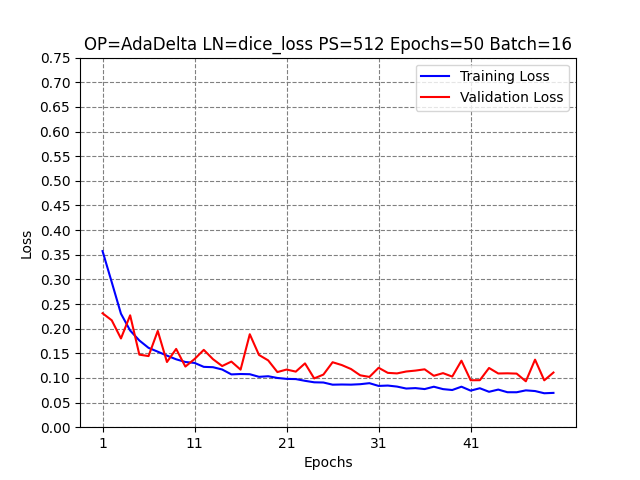 OP=AdaDelta LN=dice_loss PS=512 Epochs=50 Batch=16
0.75
0.70
0.65
0.60
0.55
0.50
0.45
0.40
0.35
0.30
0.25
0.20
0.15
0.10
0.05
0.00
Loss
Training Loss
Validation Loss
1 11 21 31 41
Epochs